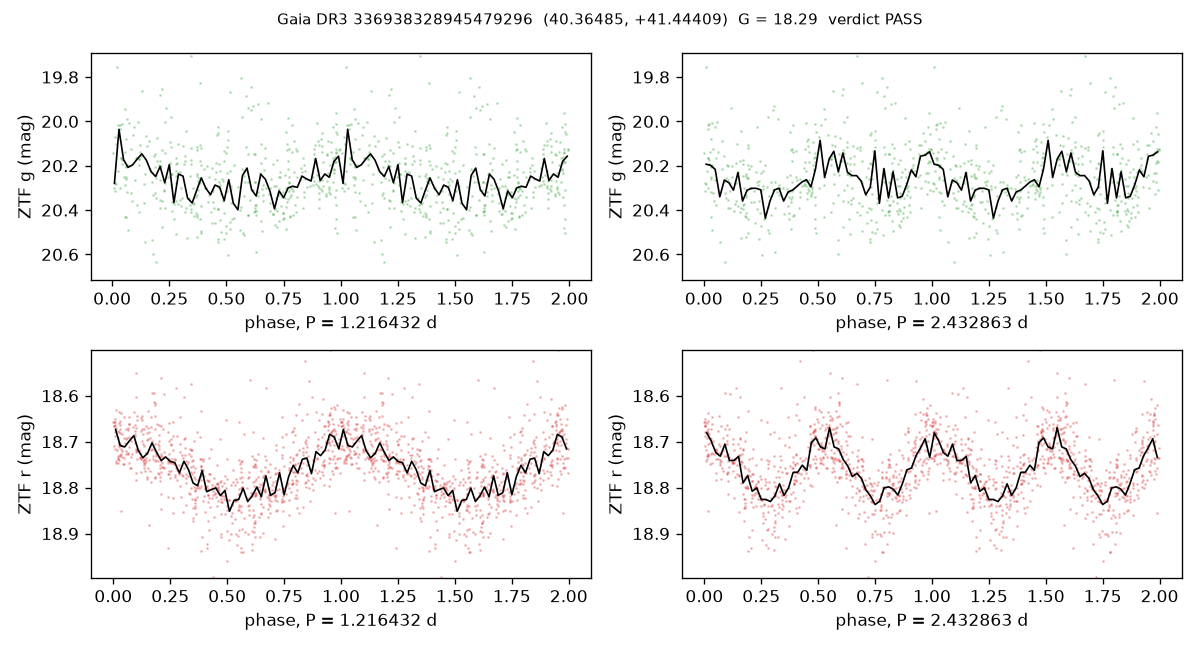 Gaia DR3 336938328945479296 (40.36485, +41.44409) G = 18.29 verdict PASS
ZTF g (mag)
19.8
20.0
20.2
20.4
20.6
0.00 0.25 0.50 0.75 1.00 1.25 1.50 1.75 2.00
phase, P = 1.216432 d
ZTF g (mag)
19.8
20.0
20.2
20.4
20.6
0.00 0.25 0.50 0.75 1.00 1.25 1.50 1.75 2.00
phase, P = 2.432863 d
ZTF r (mag)
18.6
18.7
18.8
18.9
0.00 0.25 0.50 0.75 1.00 1.25 1.50 1.75 2.00
phase, P = 1.216432 d
ZTF r (mag)
18.6
18.7
18.8
18.9
0.00 0.25 0.50 0.75 1.00 1.25 1.50 1.75 2.00
phase, P = 2.432863 d